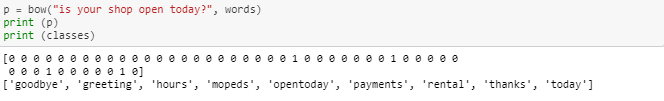 p = bow("is your shop open today?", words)
print (p)
print (classes)
[0 0 0 0 0 0 0 0 0 0 0 0 0 0 0 0 0 0 0 0 0 0 0 1 0 0 0 0 0 0 0 1 0 0 0 0 0
 0 0 0 1 0 0 0 0 0 1 0]
['goodbye', 'greeting', 'hours', 'mopeds', 'opentoday', 'payments', 'rental', 'thanks', 'today']